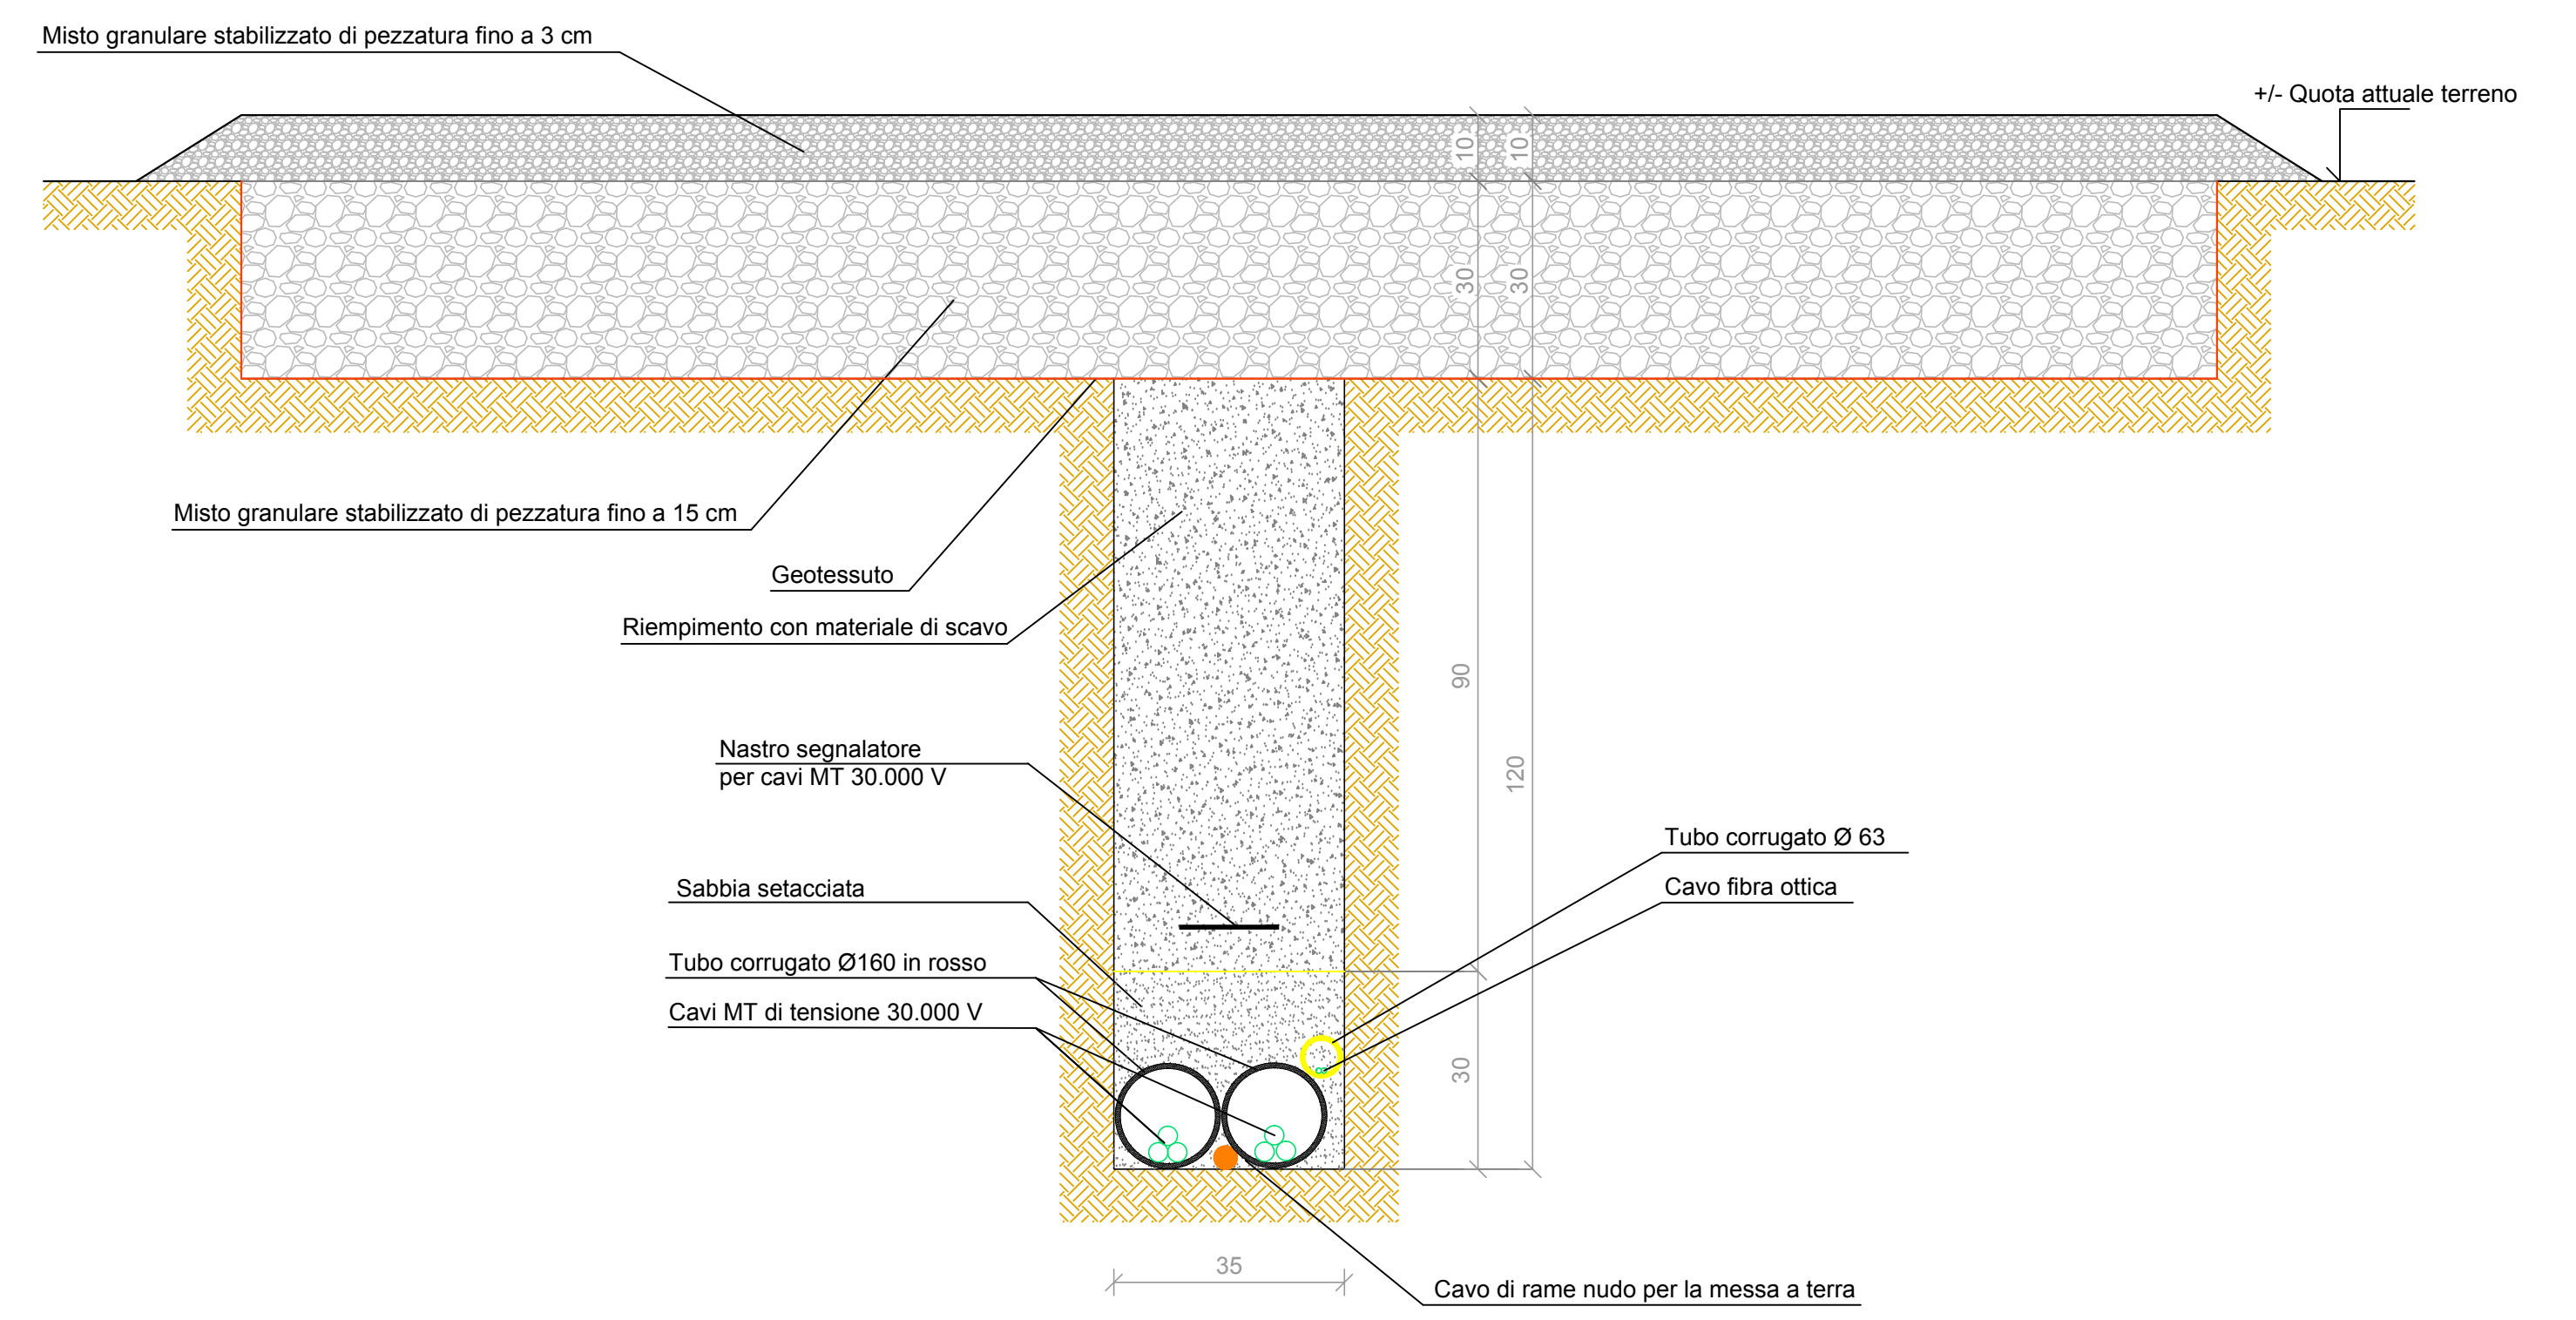 Misto granulare stabilizzato di pezzatura fino a 3 cm
+/- Quota attuale terreno
10
10
30
30
Misto granulare stabilizzato di pezzatura fino a 15 cm
Geotessuto
Riempimento con materiale di scavo
90
Nastro segnalatore
per cavi MT 30.000 V
120
Tubo corrugato Ø 63
Sabbia setacciata
Cavo fibra ottica
Tubo corrugato Ø160 in rosso
Cavi MT di tensione 30.000 V
30
35
Cavo di rame nudo per la messa a terra